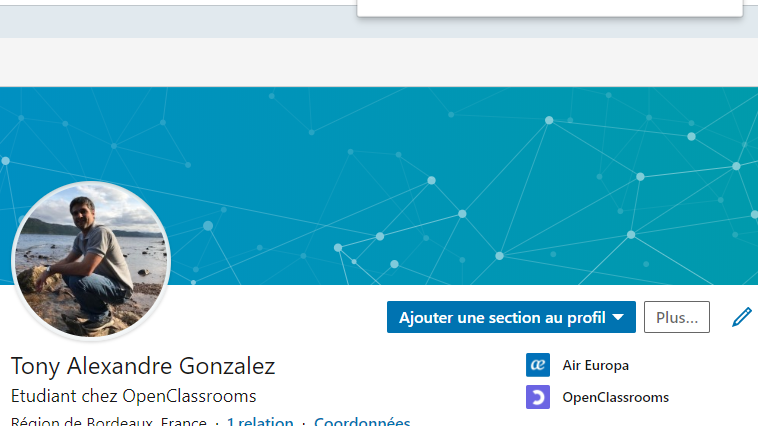 Ajouter une section au profil
Plus...
Tony Alexandre Gonzalez
Etudiant chez OpenClassrooms
Région de Bordeaux, France · 1 relation · Coordonnées
æ Air Europa
OpenClassrooms